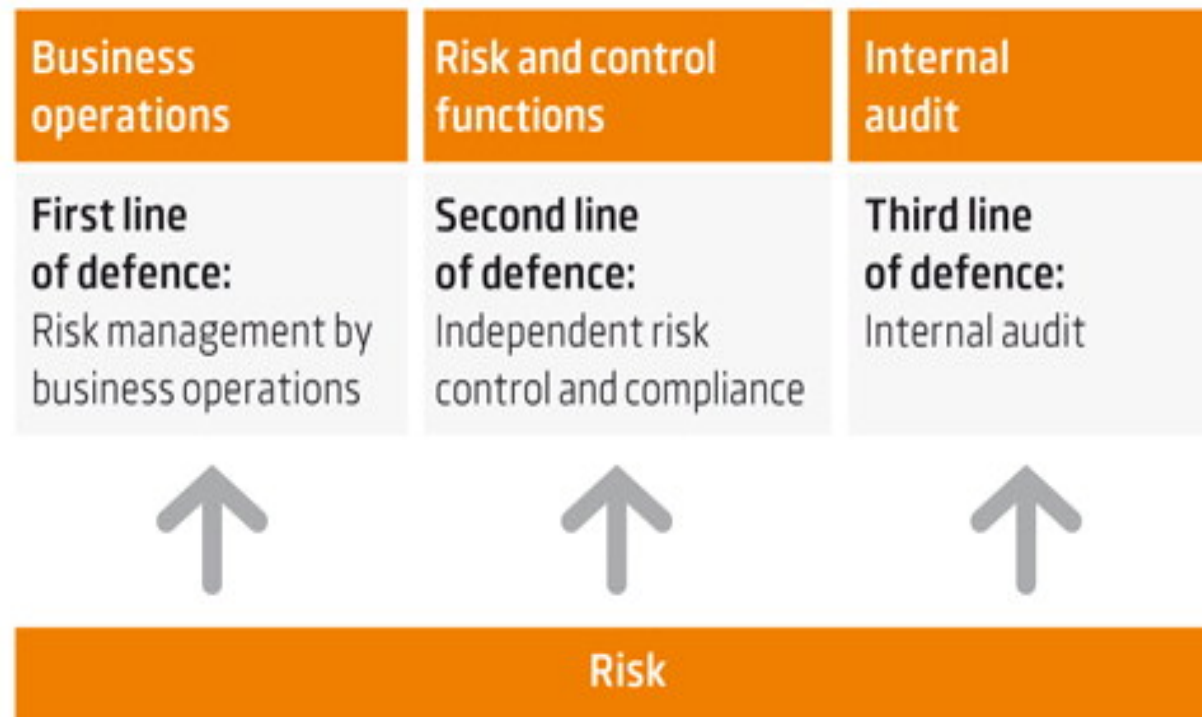 Business
operations
Risk and control
functions
Internal
audit
First line
of defence:
Risk management by
business operations
Second line
of defence:
Independent risk
control and compliance
Third line
of defence:
Internal audit
Risk